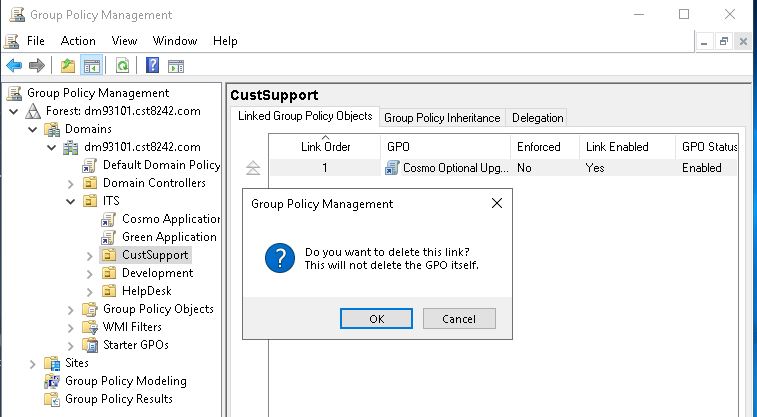 Group Policy Management
File Action View Window Help
Group Policy Management
Forest: dm93101.cst8242.com
Domains
dm93101.cst8242.com
Default Domain Policy
Domain Controllers
ITS
Cosmo Application
Green Application
CustSupport
Development
HelpDesk
Group Policy Objects
WMI Filters
Starter GPOs
Sites
Group Policy Modeling
Group Policy Results
CustSupport
Linked Group Policy Objects Group Policy Inheritance Delegation
Link Order GPO Enforced Link Enabled GPO Status
1 Cosmo Optional Upg... No Yes Enabled
Group Policy Management
Do you want to delete this link?
This will not delete the GPO itself.
OK Cancel